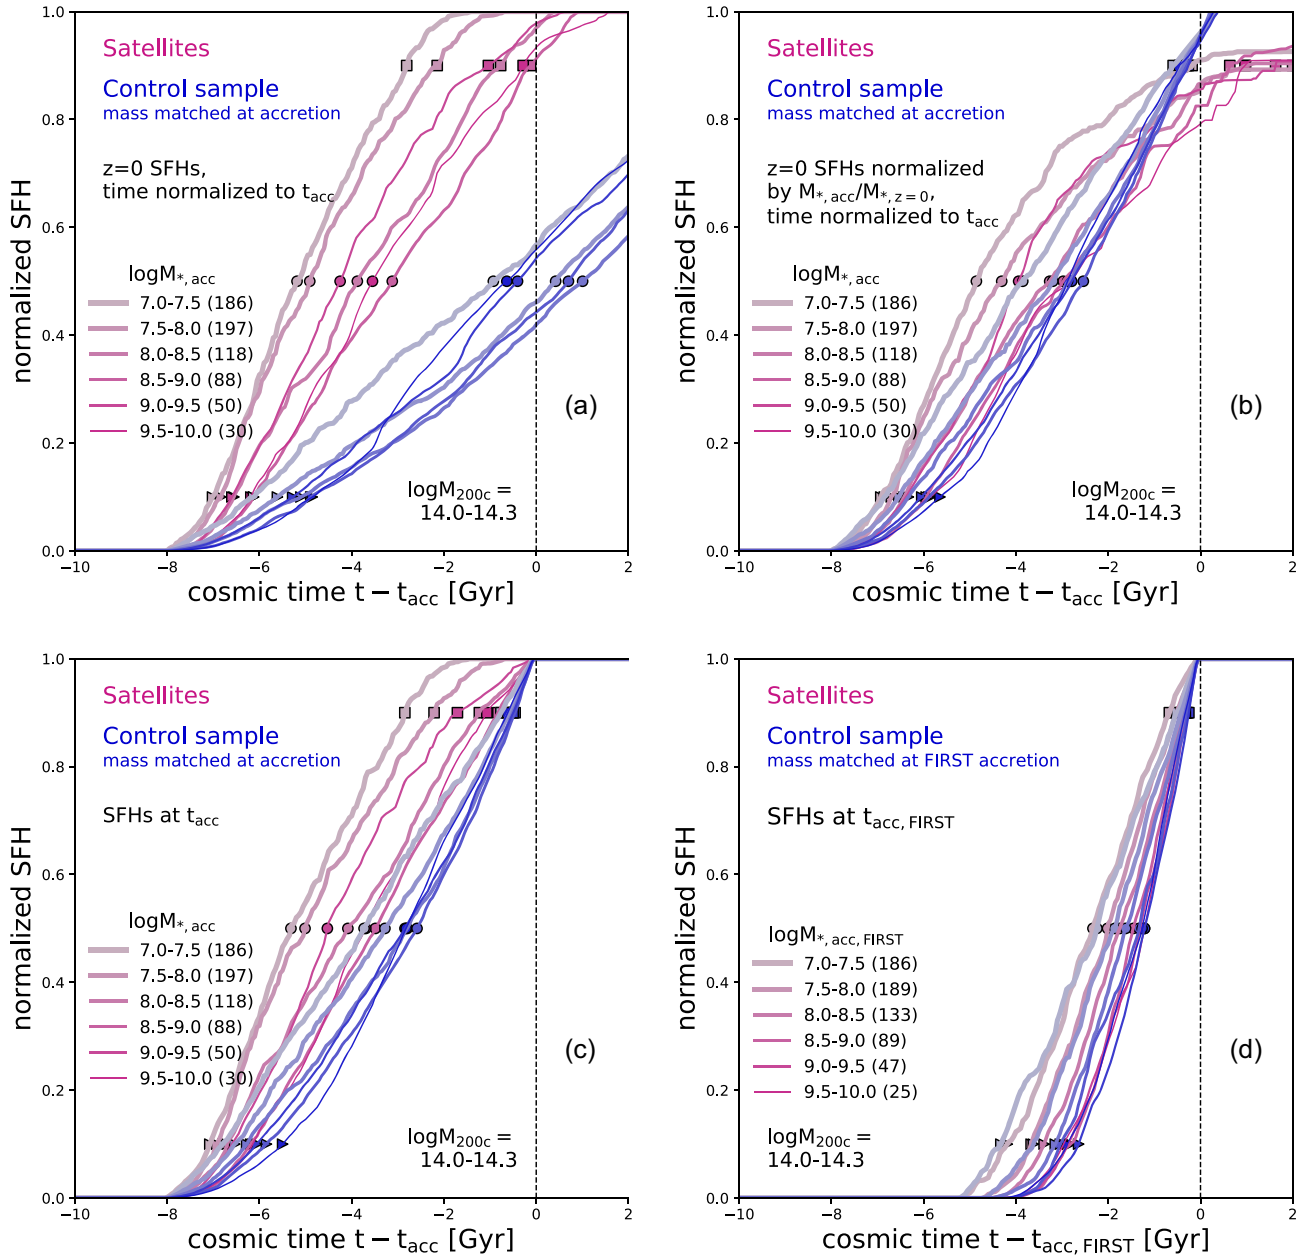 Satellites
Control sample
mass matched at accretion
z=0 SFHs,
time normalized to t_acc
logM_*, acc
7.0-7.5 (186)
7.5-8.0 (197)
8.0-8.5 (118)
8.5-9.0 (88)
9.0-9.5 (50)
9.5-10.0 (30)
(a)
logM_200c =
14.0-14.3
normalized SFH
0.0
0.2
0.4
0.6
0.8
1.0
−10
−8
−6
−4
−2
0
2
cosmic time t − t_acc [Gyr]
Satellites
Control sample
mass matched at accretion
z=0 SFHs normalized
by M_*, acc/M_*, z = 0,
time normalized to t_acc
logM_*, acc
7.0-7.5 (186)
7.5-8.0 (197)
8.0-8.5 (118)
8.5-9.0 (88)
9.0-9.5 (50)
9.5-10.0 (30)
(b)
logM_200c =
14.0-14.3
normalized SFH
0.0
0.2
0.4
0.6
0.8
1.0
−10
−8
−6
−4
−2
0
2
cosmic time t − t_acc [Gyr]
Satellites
Control sample
mass matched at accretion
SFHs at t_acc
logM_*, acc
7.0-7.5 (186)
7.5-8.0 (197)
8.0-8.5 (118)
8.5-9.0 (88)
9.0-9.5 (50)
9.5-10.0 (30)
(c)
logM_200c =
14.0-14.3
normalized SFH
0.0
0.2
0.4
0.6
0.8
1.0
−10
−8
−6
−4
−2
0
2
cosmic time t − t_acc [Gyr]
Satellites
Control sample
mass matched at FIRST accretion
SFHs at t_acc, FIRST
logM_*, acc, FIRST
7.0-7.5 (186)
7.5-8.0 (189)
8.0-8.5 (133)
8.5-9.0 (89)
9.0-9.5 (47)
9.5-10.0 (25)
(d)
logM_200c =
14.0-14.3
normalized SFH
0.0
0.2
0.4
0.6
0.8
1.0
−10
−8
−6
−4
−2
0
2
cosmic time t − t_acc, FIRST [Gyr]